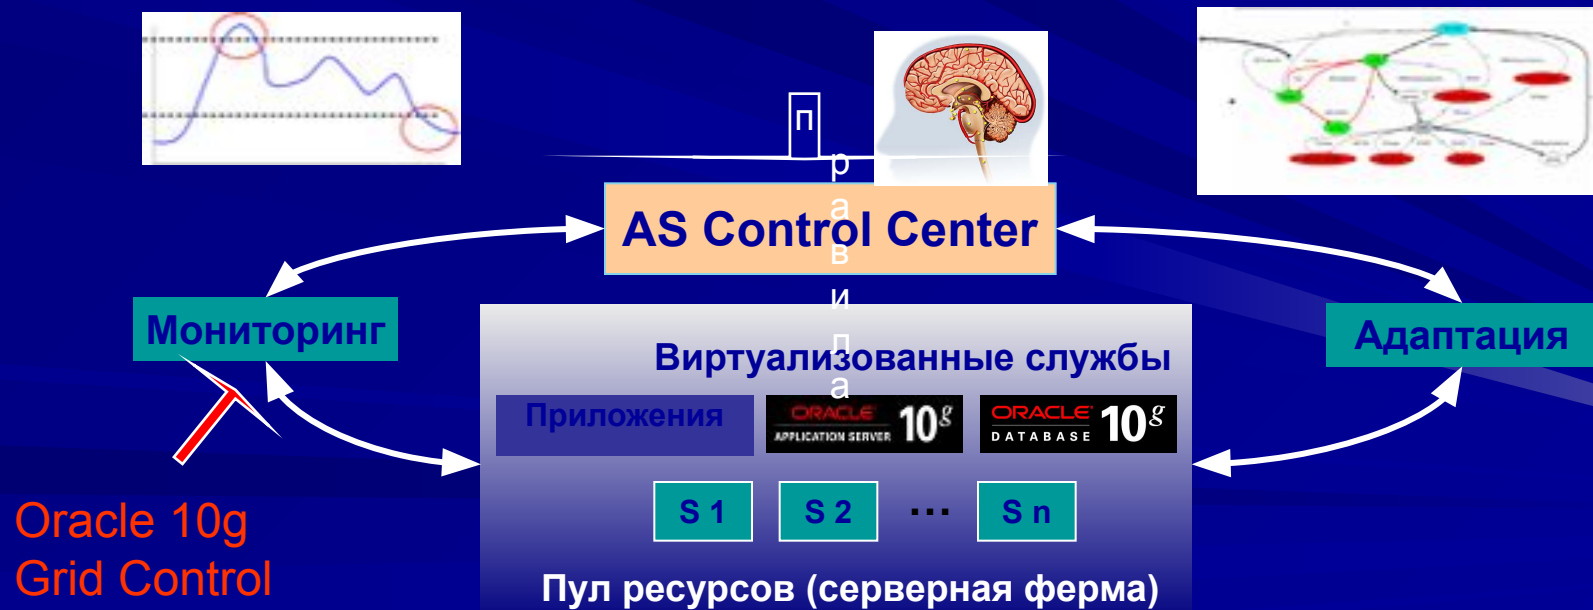 правила
AS Control Center
Мониторинг
Адаптация
Виртуализованные службы
Приложения
ORACLE
APPLICATION SERVER 10g
ORACLE
DATABASE 10g
S 1
S 2
...
S n
Пул ресурсов (серверная ферма)
Oracle 10g
Grid Control